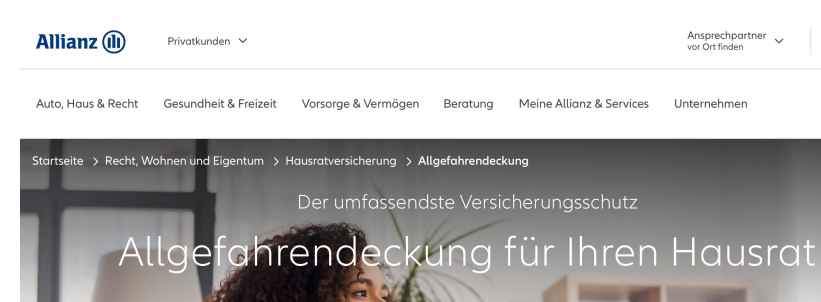 Allianz
Privatkunden
Ansprechpartner
vor Ort finden
Auto, Haus & Recht Gesundheit & Freizeit Vorsorge & Vermögen Beratung Meine Allianz & Services Unternehmen
Startseite > Recht, Wohnen und Eigentum > Hausratversicherung > Allgefahrendeckung
Der umfassendste Versicherungsschutz
Allgefahrendeckung für Ihren Hausrat